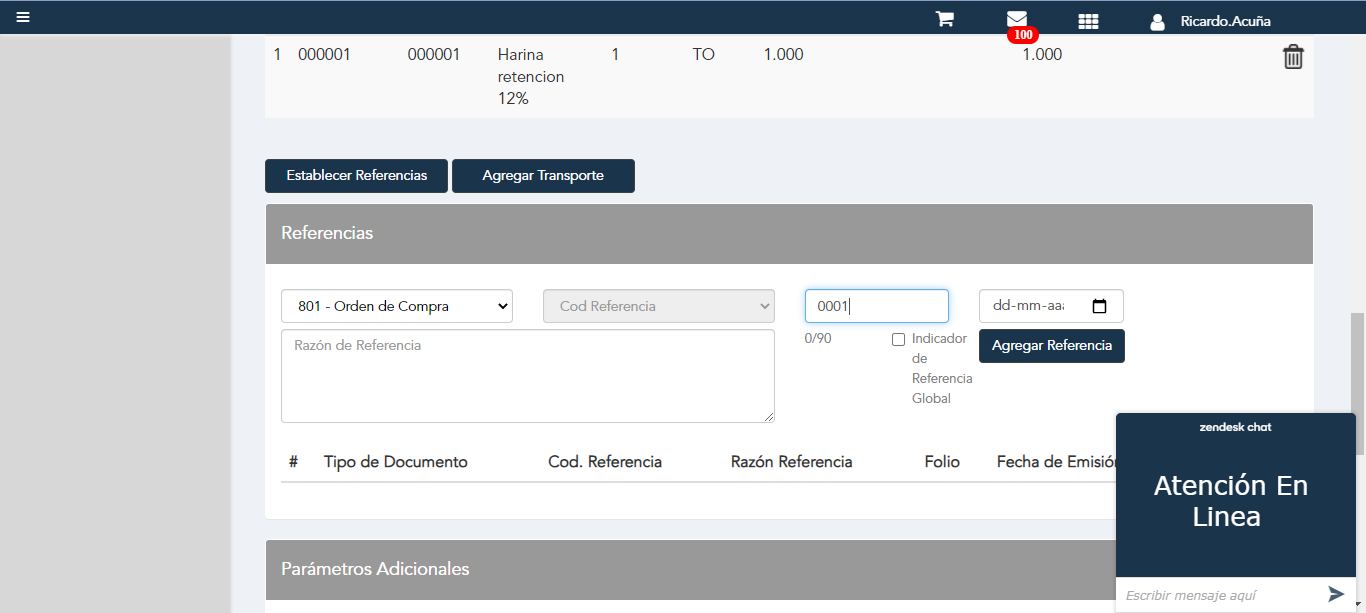 Ricardo.Acuña
100
1 000001 000001 Harina 1 TO 1.000 1.000
retencion
12%
Establecer Referencias Agregar Transporte
Referencias
801 - Orden de Compra Cod Referencia 0001 dd-mm-aaa
Razón de Referencia 0/90 Indicador Agregar Referencia
de
Referencia
Global
# Tipo de Documento Cod. Referencia Razón Referencia Folio Fecha de Emisión
Parámetros Adicionales
zendesk chat
Atención En
Linea
Escribir mensaje aquí